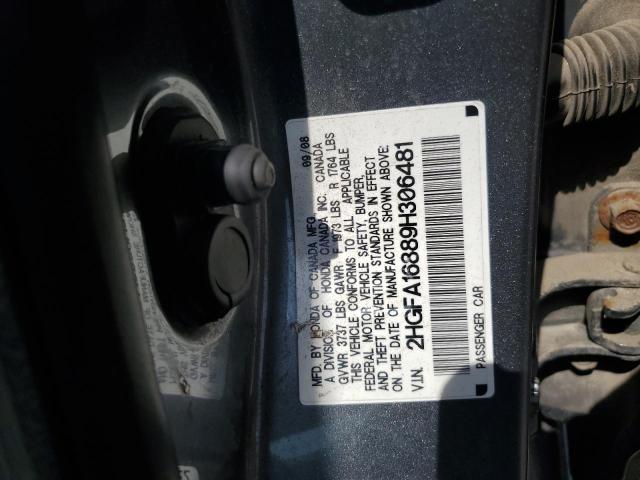 MFD. BY HONDA OF CANADA MFG. 09/08
A DIVISION OF HONDA CANADA INC. CANADA
GVWR 3737 LBS GAWR F 1973 LBS R 1764 LBS
THIS VEHICLE CONFORMS TO ALL APPLICABLE
FEDERAL MOTOR VEHICLE SAFETY, BUMPER,
AND THEFT PREVENTION STANDARDS IN EFFECT
ON THE DATE OF MANUFACTURE SHOWN ABOVE:
V.I.N. 2HGFA16889H306481
PASSENGER CAR